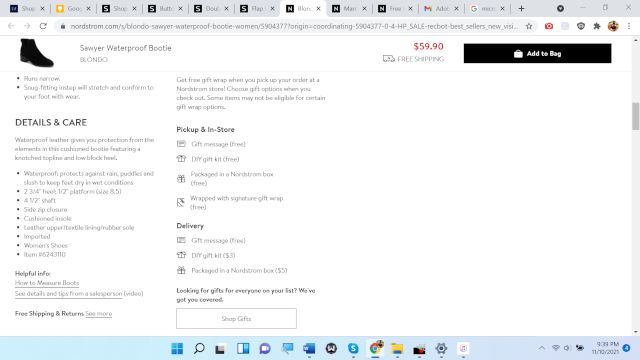 Shop
Goog
Shop
Butto
Doul
Flap
Blon
Man
Free
Adol
micr
nordstrom.com/s/blondo-sawyer-waterproof-bootie-women/5904377?origin=coordinating-5904377-0-4-HP_SALE-recbot-best_sellers_new_visi...
Sawyer Waterproof Bootie
BLONDO
$59.90
FREE SHIPPING
Add to Bag
Runs narrow.
Snug-fitting instep will stretch and conform to
your foot with wear.
DETAILS & CARE
Waterproof leather gives you protection from the
elements in this cushioned bootie featuring a
knotched topline and low block heel.
Waterproof: protects against rain, puddles and
slush to keep feet dry in wet conditions
2 3/4" heel; 1/2" platform (size 8.5)
4 1/2" shaft
Side zip closure
Cushioned insole
Leather upper/textile lining/rubber sole
Imported
Women's Shoes
Item #6243110
Helpful info:
How to Measure Boots
See details and tips from a salesperson (video)
Free Shipping & Returns See more
Get free gift wrap when you pick up your order at a
Nordstrom store! Choose gift options when you
check out. Some items may not be eligible for certain
gift wrap options.
Pickup & In-Store
Gift message (free)
DIY gift kit (free)
Packaged in a Nordstrom box
(free)
Wrapped with signature gift wrap
(free)
Delivery
Gift message (free)
DIY gift kit ($3)
Packaged in a Nordstrom box ($5)
Looking for gifts for everyone on your list? We've
got you covered.
Shop Gifts
9:39 PM
11/10/2021